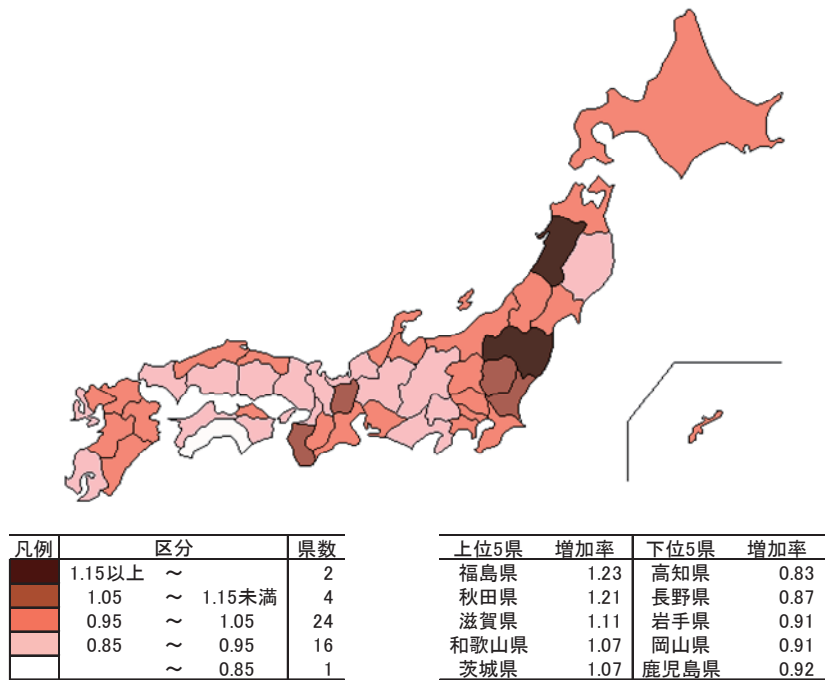 凡例 区分 県数
1.15以上 ～ 2
1.05 ～ 1.15未満 4
0.95 ～ 1.05 24
0.85 ～ 0.95 16
～ 0.85 1
上位5県 増加率 下位5県 増加率
福島県 1.23 高知県 0.83
秋田県 1.21 長野県 0.87
滋賀県 1.11 岩手県 0.91
和歌山県 1.07 岡山県 0.91
茨城県 1.07 鹿児島県 0.92